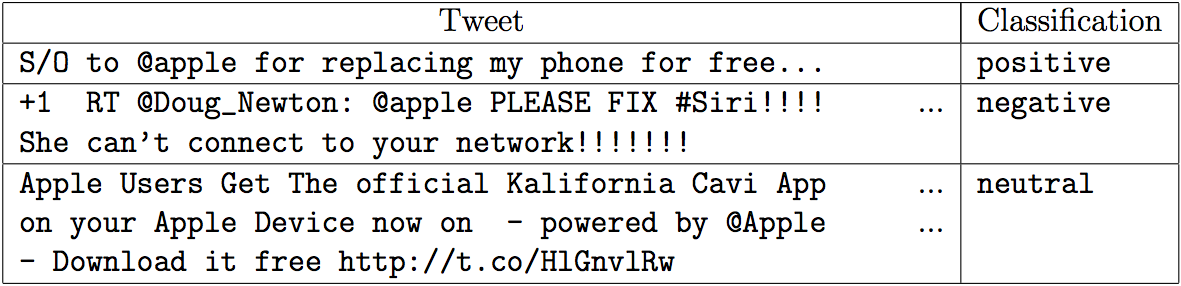 Tweet Classification
S/O to @apple for replacing my phone for free... positive
+1 RT @Doug_Newton: @apple PLEASE FIX #Siri!!!! ... negative
She can't connect to your network!!!!!!!
Apple Users Get The official Kalifornia Cavi App ... neutral
on your Apple Device now on - powered by @Apple ...
- Download it free http://t.co/HlGnvlRw